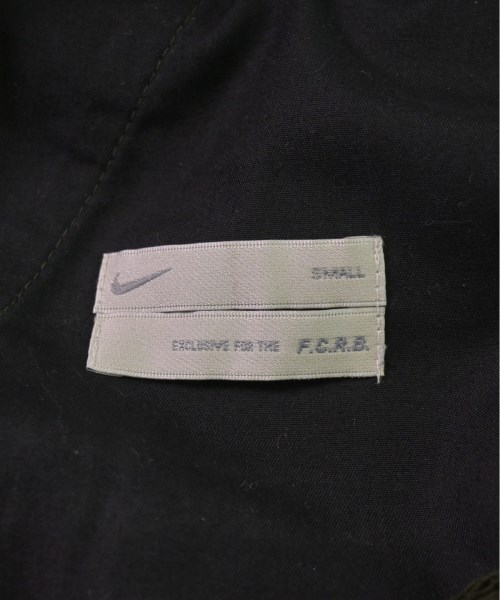 SMALL
EXCLUSIVE FOR THE F.C.R.B.